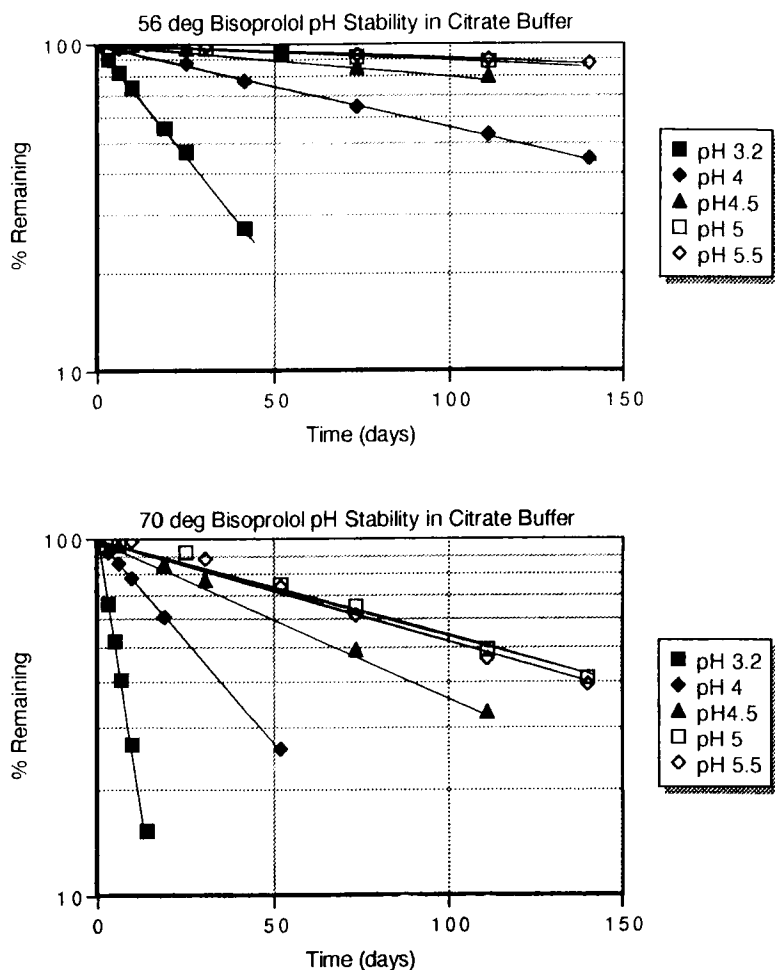 56 deg Bisoprolol pH Stability in Citrate Buffer
100
% Remaining
10
0 50 100 150
Time (days)
pH 3.2
pH 4
pH4.5
pH 5
pH 5.5
70 deg Bisoprolol pH Stability in Citrate Buffer
100
% Remaining
10
0 50 100 150
Time (days)
pH 3.2
pH 4
pH4.5
pH 5
pH 5.5